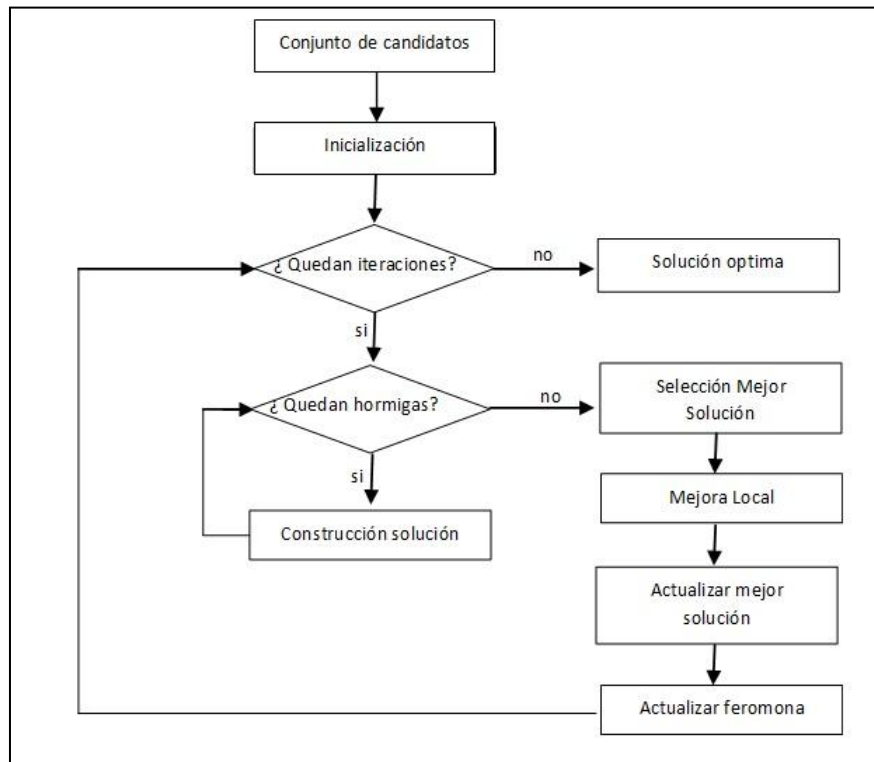 Conjunto de candidatos
Inicialización
¿ Quedan iteraciones?
no
Solución optima
si
¿ Quedan hormigas?
no
Selección Mejor
Solución
si
Mejora Local
Construcción solución
Actualizar mejor
solución
Actualizar feromona